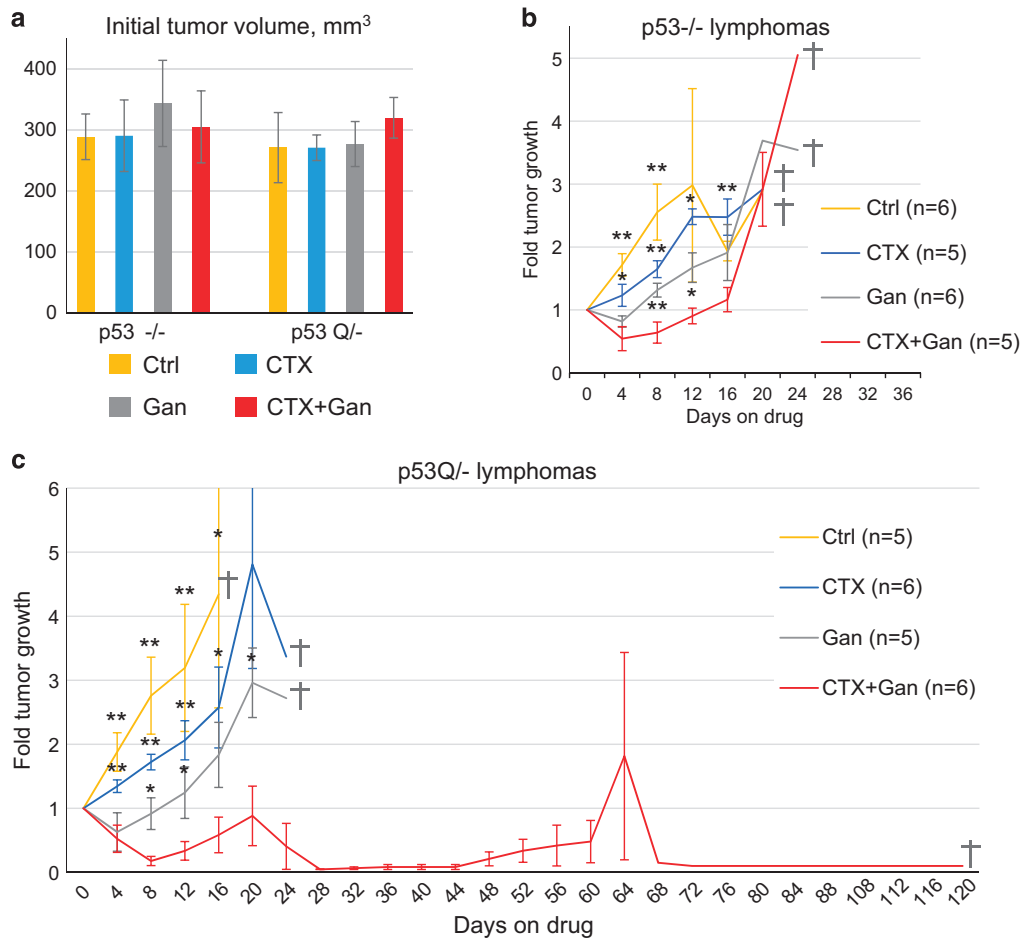 a
Initial tumor volume, mm³
400
300
200
100
0
p53 -/-
p53 Q/-
Ctrl
CTX
Gan
CTX+Gan
b
p53-/- lymphomas
Fold tumor growth
5
4
3
2
1
0
**
**
**
*
**
*
**
*
†
†
†
†
0 4 8 12 16 20 24 28 32 36
Days on drug
Ctrl (n=6)
CTX (n=5)
Gan (n=6)
CTX+Gan (n=5)
c
p53Q/- lymphomas
Fold tumor growth
6
5
4
3
2
1
0
*
**
**
**
*
*
**
**
**
*
*
†
†
†
†
0 4 8 12 16 20 24 28 32 36 40 44 48 52 56 60 64 68 72 76 80 84 88 108 112 116 120
Days on drug
Ctrl (n=5)
CTX (n=6)
Gan (n=5)
CTX+Gan (n=6)